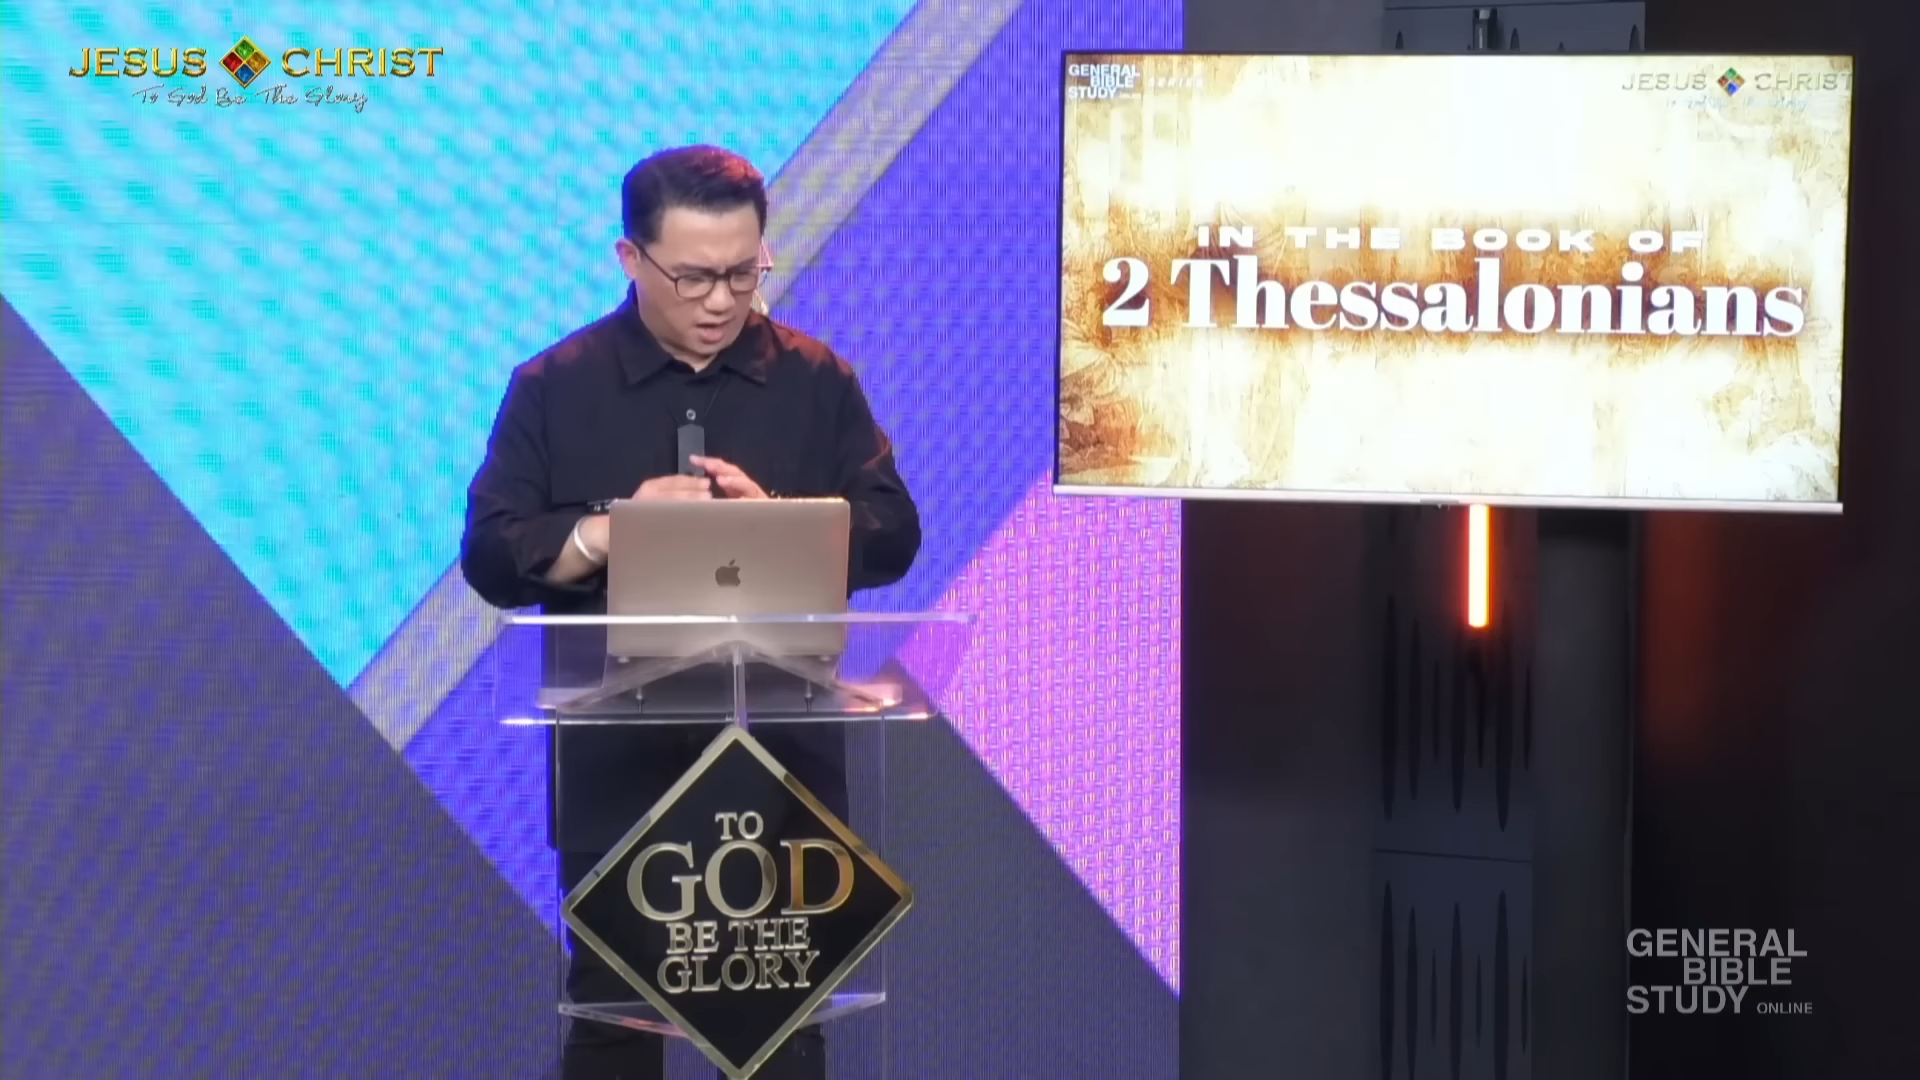 JESUS CHRIST
To God Be The Glory
GENERAL
BIBLE
STUDY
SERIES
JESUS CHRIST
IN THE BOOK OF
2 Thessalonians
TO
GOD
BE THE
GLORY
GENERAL
BIBLE
STUDY ONLINE